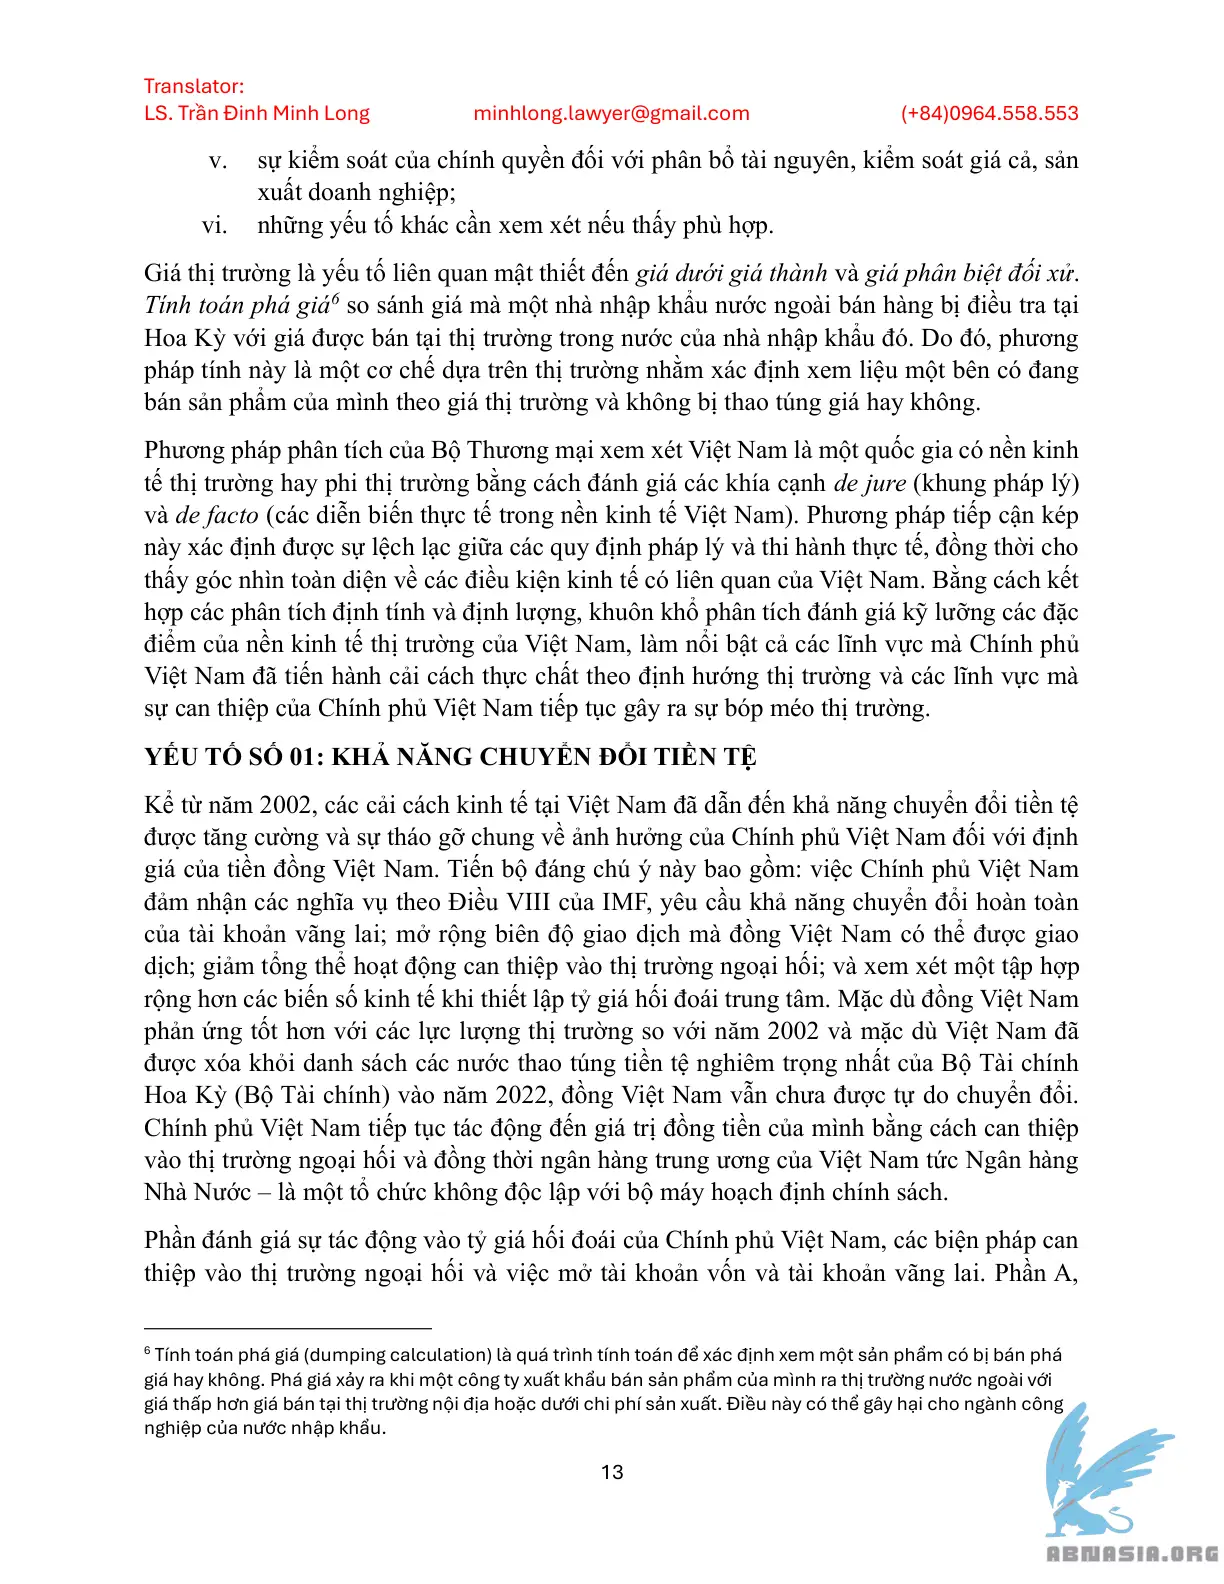 Translator:
LS. Trần Đình Minh Long minhlong.lawyer@gmail.com (+84)0964.558.553
v. sự kiểm soát của chính quyền đối với phân bổ tài nguyên, kiểm soát giá cả, sản
xuất doanh nghiệp;
vi. những yếu tố khác cần xem xét nếu thấy phù hợp.
Giá thị trường là yếu tố liên quan mật thiết đến giá dưới giá thành và giá phân biệt đối xử.
Tính toán phá giá⁶ so sánh giá mà một nhà nhập khẩu nước ngoài bán hàng bị điều tra tại
Hoa Kỳ với giá được bán tại thị trường trong nước của nhà nhập khẩu đó. Do đó, phương
pháp tính này là một cơ chế dựa trên thị trường nhằm xác định xem liệu một bên có đang
bán sản phẩm của mình theo giá thị trường và không bị thao túng giá hay không.
Phương pháp phân tích của Bộ Thương mại xem xét Việt Nam là một quốc gia có nền kinh
tế thị trường hay phi thị trường bằng cách đánh giá các khía cạnh de jure (khung pháp lý)
và de facto (các diễn biến thực tế trong nền kinh tế Việt Nam). Phương pháp tiếp cận kép
này xác định được sự lệch lạc giữa các quy định pháp lý và thi hành thực tế, đồng thời cho
thấy góc nhìn toàn diện về các điều kiện kinh tế có liên quan của Việt Nam. Bằng cách kết
hợp các phân tích định tính và định lượng, khuôn khổ phân tích đánh giá kỹ lưỡng các đặc
điểm của nền kinh tế thị trường của Việt Nam, làm nổi bật cả các lĩnh vực mà Chính phủ
Việt Nam đã tiến hành cải cách thực chất theo định hướng thị trường và các lĩnh vực mà
sự can thiệp của Chính phủ Việt Nam tiếp tục gây ra sự bóp méo thị trường.
YẾU TỐ SỐ 01: KHẢ NĂNG CHUYỂN ĐỔI TIỀN TỆ
Kể từ năm 2002, các cải cách kinh tế tại Việt Nam đã dẫn đến khả năng chuyển đổi tiền tệ
được tăng cường và sự tháo gỡ chung về ảnh hưởng của Chính phủ Việt Nam đối với định
giá của tiền đồng Việt Nam. Tiến bộ đáng chú ý này bao gồm: việc Chính phủ Việt Nam
đảm nhận các nghĩa vụ theo Điều VIII của IMF, yêu cầu khả năng chuyển đổi hoàn toàn
của tài khoản vãng lai; mở rộng biên độ giao dịch mà đồng Việt Nam có thể được giao
dịch; giảm tổng thể hoạt động can thiệp vào thị trường ngoại hối; và xem xét một tập hợp
rộng hơn các biến số kinh tế khi thiết lập tỷ giá hối đoái trung tâm. Mặc dù đồng Việt Nam
phản ứng tốt hơn với các lực lượng thị trường so với năm 2002 và mặc dù Việt Nam đã
được xóa khỏi danh sách các nước thao túng tiền tệ nghiêm trọng nhất của Bộ Tài chính
Hoa Kỳ (Bộ Tài chính) vào năm 2022, đồng Việt Nam vẫn chưa được tự do chuyển đổi.
Chính phủ Việt Nam tiếp tục tác động đến giá trị đồng tiền của mình bằng cách can thiệp
vào thị trường ngoại hối và đồng thời ngân hàng trung ương của Việt Nam tức Ngân hàng
Nhà Nước – là một tổ chức không độc lập với bộ máy hoạch định chính sách.
Phần đánh giá sự tác động vào tỷ giá hối đoái của Chính phủ Việt Nam, các biện pháp can
thiệp vào thị trường ngoại hối và việc mở tài khoản vốn và tài khoản vãng lai. Phần A,
⁶ Tính toán phá giá (dumping calculation) là quá trình tính toán để xác định xem một sản phẩm có bị bán phá
giá hay không. Phá giá xảy ra khi một công ty xuất khẩu bán sản phẩm của mình ra thị trường nước ngoài với
giá thấp hơn giá bán tại thị trường nội địa hoặc dưới chi phí sản xuất. Điều này có thể gây hại cho ngành công
nghiệp của nước nhập khẩu.
13
ABNASIA.ORG